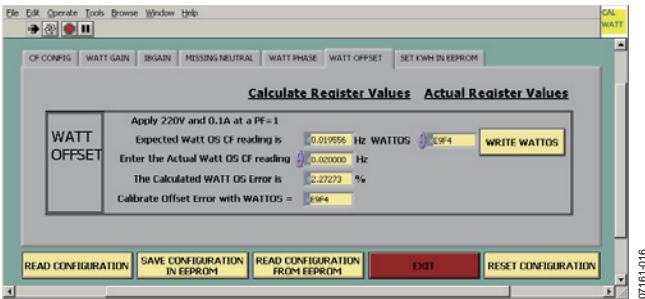 File Edit Operate Tools Browse Window Help
CAL
WATT
CF CONFIG WATT GAIN IBGAIN MISSING NEUTRAL WATT PHASE WATT OFFSET SET KWH IN EEPROM
Calculate Register Values Actual Register Values
WATT
OFFSET
Apply 220V and 0.1A at a PF=1
Expected Watt OS CF reading is 0.019556 Hz WATTOS E9F4 WRITE WATTOS
Enter the Actual Watt OS CF reading 0.020000 Hz
The Calculated WATT OS Error is 2.27273 %
Calibrate Offset Error with WATTOS = E9F4
READ CONFIGURATION
SAVE CONFIGURATION
IN EEPROM
READ CONFIGURATION
FROM EEPROM
EXIT
RESET CONFIGURATION
07161-016